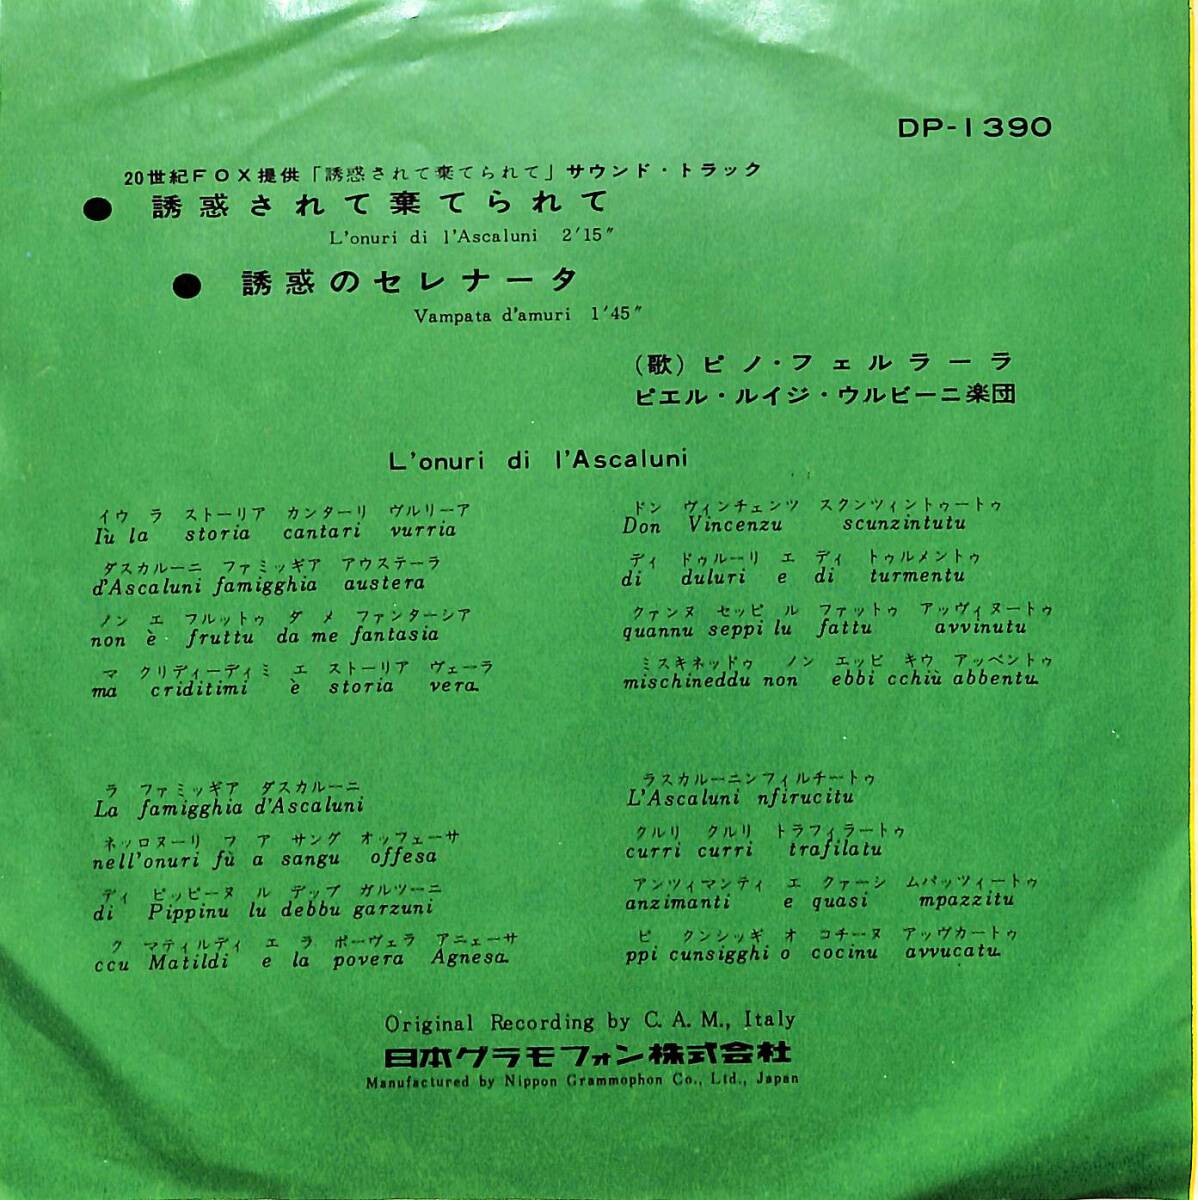 DP-1390
20世紀FOX提供「誘惑されて棄てられて」サウンド・トラック
● 誘惑されて棄てられて
L'onuri di l'Ascaluni 2′15″
● 誘惑のセレナータ
Vampata d'amuri 1′45″
(歌) ピノ・フェルラーラ
ピエル・ルイジ・ウルビーニ楽団
L'onuri di l'Ascaluni
イウ ラ ストーリア カンターリ ヴルリーア
Iù la storia cantari vurria
ダスカルーニ ファミッギア アウステーラ
d'Ascaluni famigghia austera
ノン エ フルットゥ ダ メ ファンターシア
non è fruttu da me fantasia
マ クリディーディミ エ ストーリア ヴェーラ
ma criditimi è storia vera.
ラ ファミッギア ダスカルーニ
La famigghia d'Ascaluni
ネッロヌーリ フ ア サング オッフェーサ
nell'onuri fù a sangu offesa
ディ ピッピーヌ ル デップ ガルツーニ
di Pippinu lu debbu garzuni
ク マティルディ エ ラ ポーヴェラ アニェーサ
ccu Matildi e la povera Agnesa.
ドン ヴィンチェンツ スクンツィントゥートゥ
Don Vincenzu scunzintutu
ディ ドゥルーリ エ ディ トゥルメントゥ
di duluri e di turmentu
クァンヌ セッピ ル ファットゥ アッヴィヌートゥ
quannu seppi lu fattu avvinutu
ミスキネッドゥ ノン エッビ キウ アッベントゥ
mischineddu non ebbi cchiù abbentu.
ラスカルーニンフィルチートゥ
L'Ascaluni nfirucitu
クルリ クルリ トラフィラートゥ
curri curri trafilatu
アンツィマンティ エ クァーシ ムパッツィートゥ
anzimanti e quasi mpazzitu
ピ クンシッギ オ コチーヌ アッヴカートゥ
ppi cunsigghi o cocinu avvucatu.
Original Recording by C. A. M., Italy
日本グラモフォン株式会社
Manufactured by Nippon Grammophon Co., Ltd., Japan